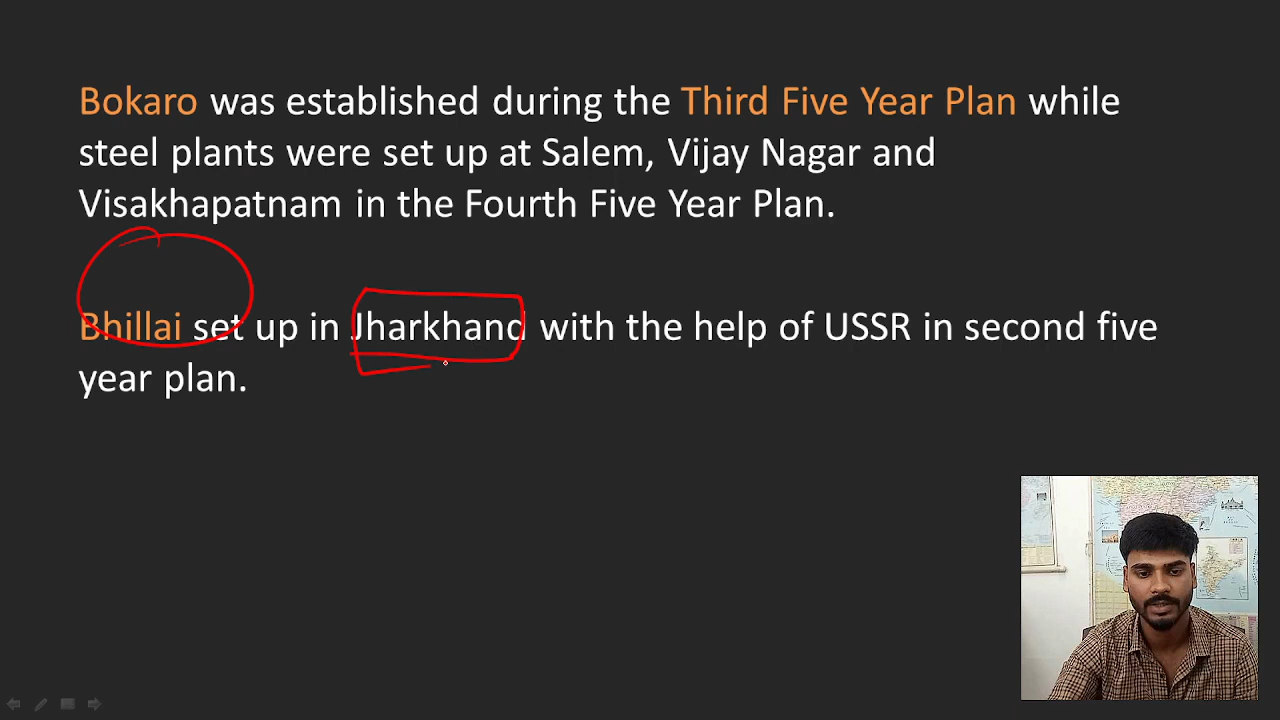 Bokaro was established during the Third Five Year Plan while
steel plants were set up at Salem, Vijay Nagar and
Visakhapatnam in the Fourth Five Year Plan.
Bhillai set up in Jharkhand with the help of USSR in second five
year plan.